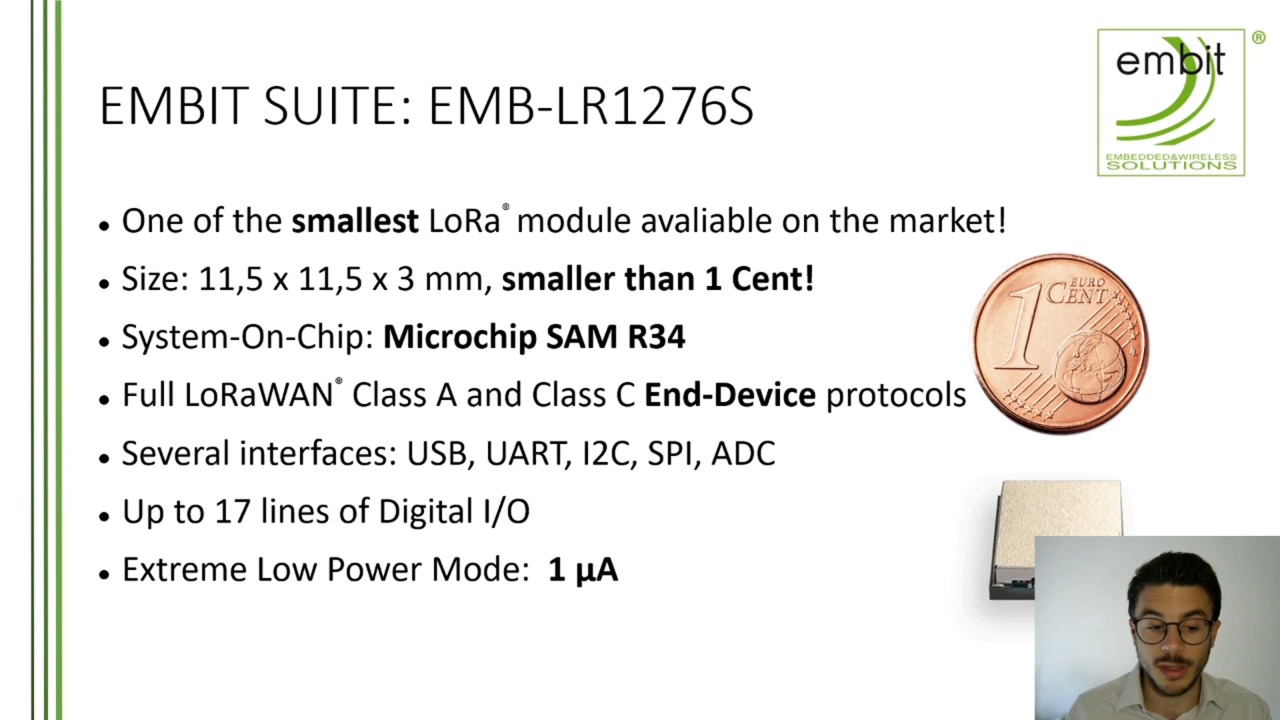 embit ®
EMBEDDED&WIRELESS
SOLUTIONS
EMBIT SUITE: EMB-LR1276S
• One of the smallest LoRa® module avaliable on the market!
• Size: 11,5 x 11,5 x 3 mm, smaller than 1 Cent!
• System-On-Chip: Microchip SAM R34
• Full LoRaWAN® Class A and Class C End-Device protocols
• Several interfaces: USB, UART, I2C, SPI, ADC
• Up to 17 lines of Digital I/O
• Extreme Low Power Mode: 1 µA
1 EURO
CENT